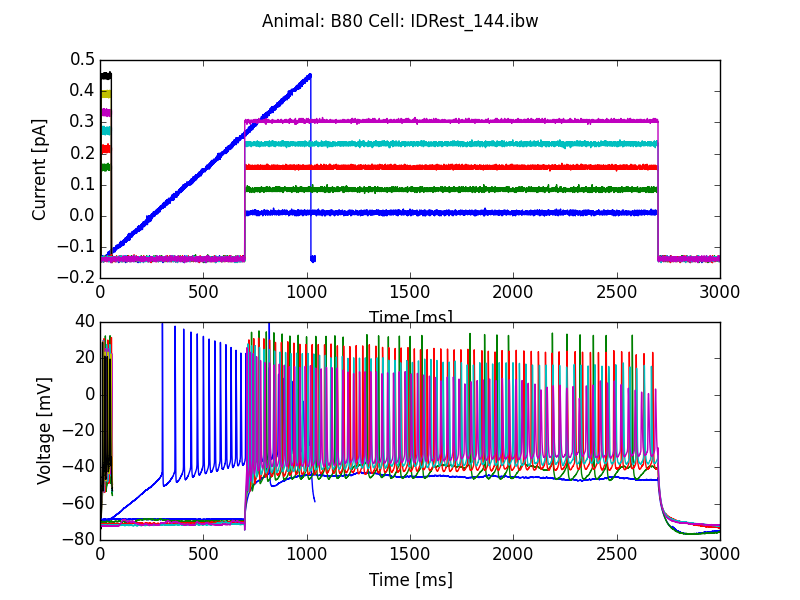 Animal: B80 Cell: IDRest_144.ibw
0.5
0.4
0.3
0.2
0.1
0.0
−0.1
−0.2
Current [pA]
0 500 1000 1500 2000 2500 3000
Time [ms]
40
20
0
−20
−40
−60
−80
Voltage [mV]
0 500 1000 1500 2000 2500 3000
Time [ms]